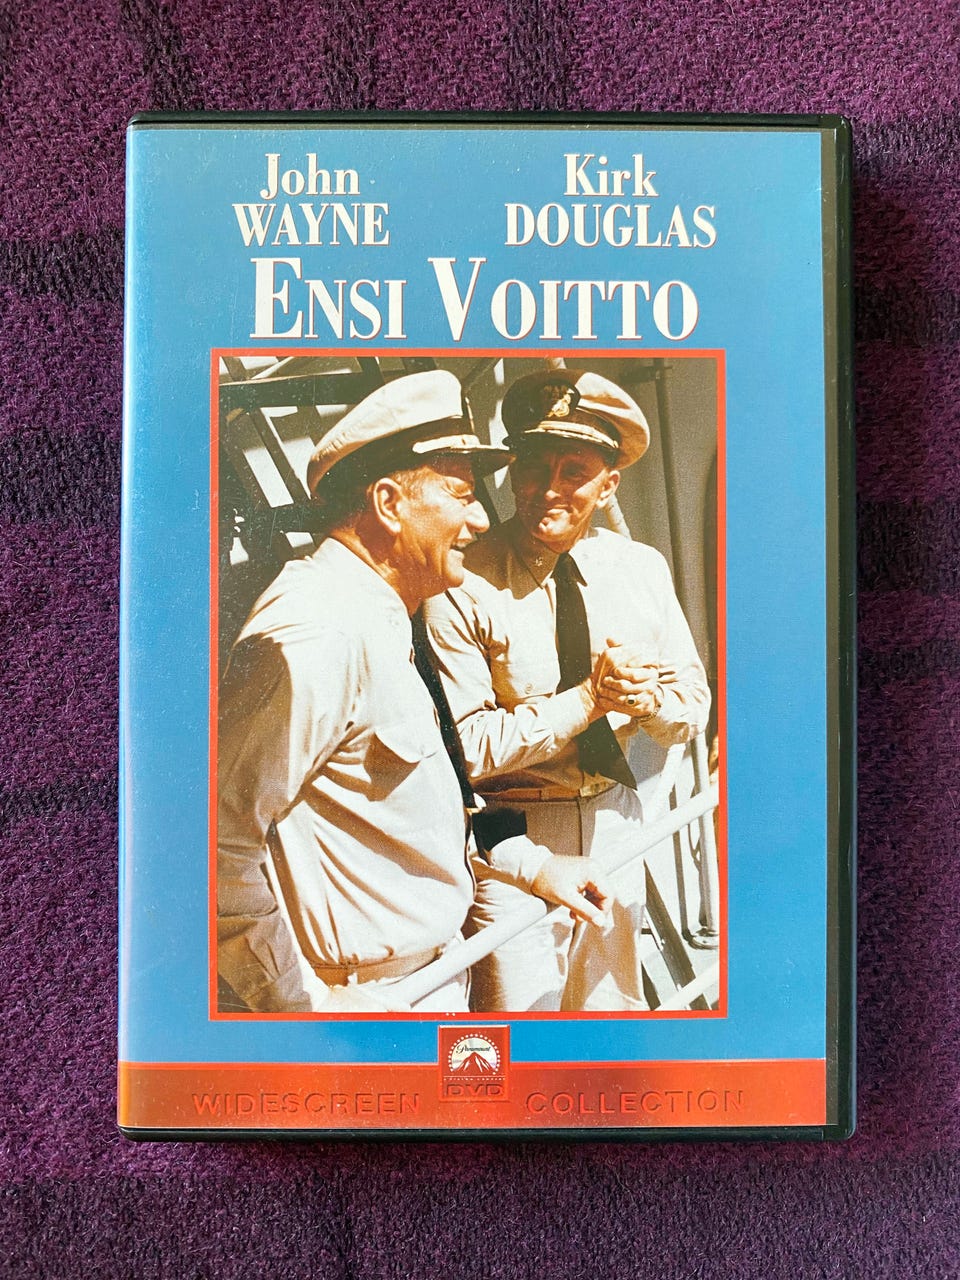 John Kirk
WAYNE DOUGLAS
ENSI VOITTO
Paramount
DVD
WIDESCREEN COLLECTION